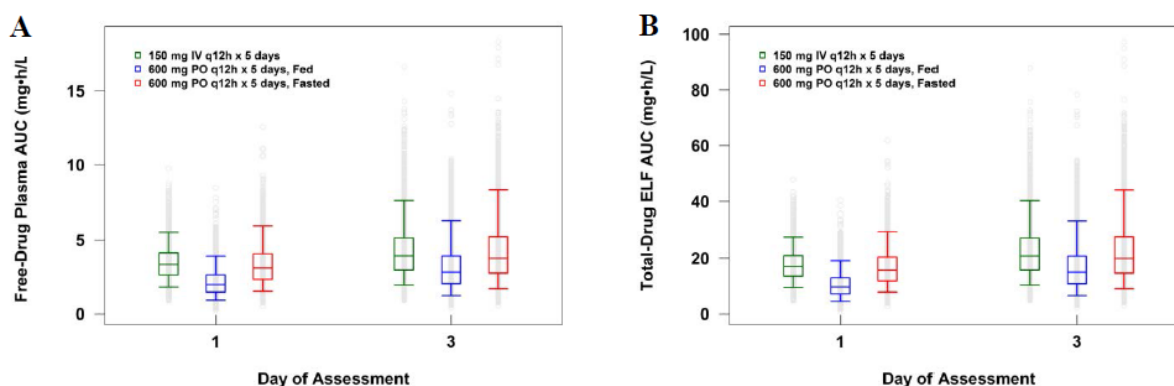 A
Free-Drug Plasma AUC (mg•h/L
150 mg IV q12h x 5 days
600 mg PO q12h x 5 days, Fed
600 mg PO q12h x 5 days, Fasted
15
10
5
0
1
3
Day of Assessment
B
Total-Drug ELF AUC (mg•h/L)
150 mg IV q12h x 5 days
600 mg PO q12h x 5 days, Fed
600 mg PO q12h x 5 days, Fasted
100
80
60
40
20
0
1
3
Day of Assessment